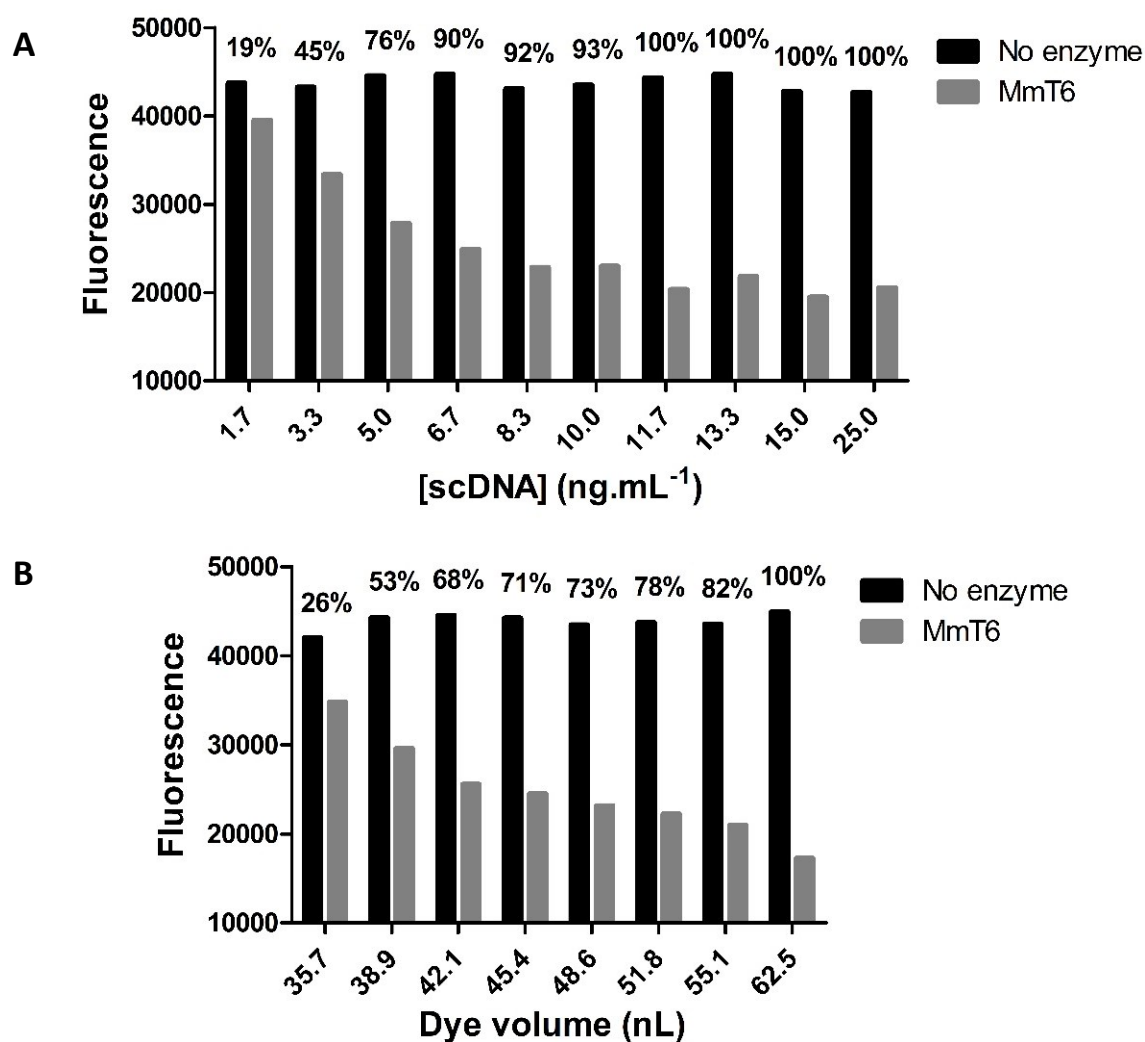 A
50000
40000
30000
20000
10000
Fluorescence
19% 45% 76% 90% 92% 93% 100% 100% 100% 100%
No enzyme
MmT6
1.7 3.3 5.0 6.7 8.3 10.0 11.7 13.3 15.0 25.0
[scDNA] (ng.mL⁻¹)
B
50000
40000
30000
20000
10000
Fluorescence
26% 53% 68% 71% 73% 78% 82% 100%
No enzyme
MmT6
35.7 38.9 42.1 45.4 48.6 51.8 55.1 62.5
Dye volume (nL)